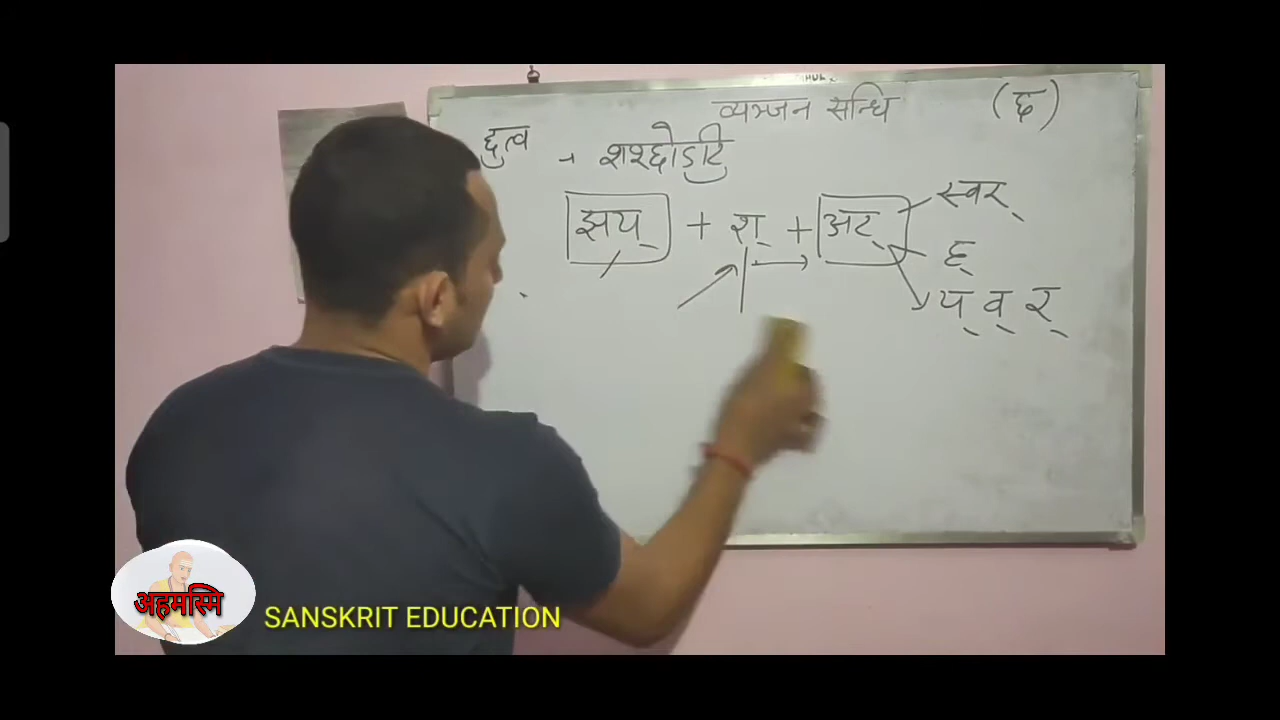 व्यञ्जन सन्धि (छ)
छुत्व → शश्छोऽटि
झय् + श् + अट्
स्वर्
ह्
य् व् र्
अहमस्मि
SANSKRIT EDUCATION